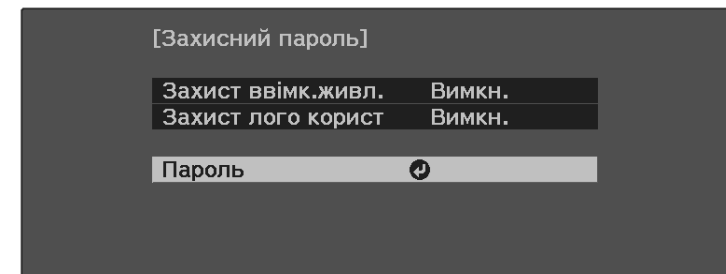 [Захисний пароль]
Захист ввімк.живл. Вимкн.
Захист лого корист Вимкн.
Пароль